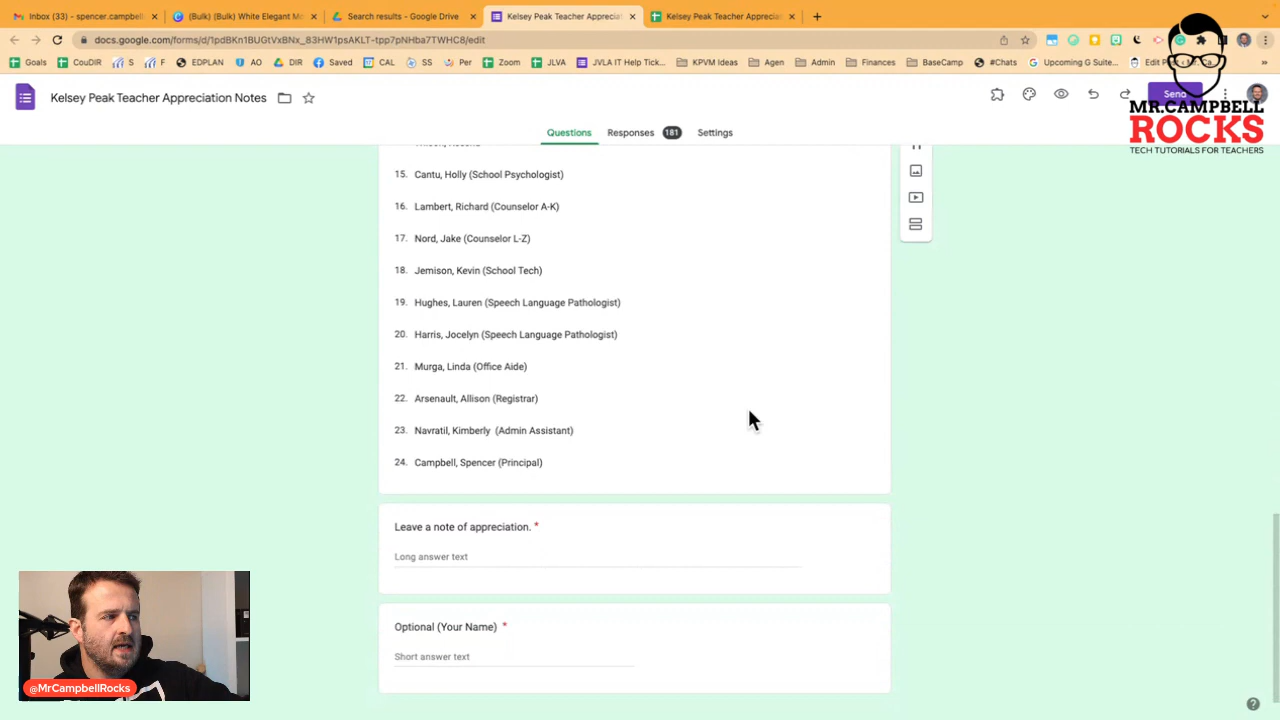 Inbox (33) - spencer.campbell
(Bulk) (Bulk) White Elegant Mo
Search results - Google Drive
Kelsey Peak Teacher Appreciati
Kelsey Peak Teacher Appreciati
docs.google.com/forms/d/1pdBKn1BUGtVxBNx_83HW1psAKLT-tpp7pNHba7TWHC8/edit
Goals CouDIR S F EDPLAN AO DIR Saved CAL SS Per Zoom JLVA JVLA IT Help Tick... KPVM Ideas Agen Admin Finances BaseCamp #Chats Upcoming G Suite... Edit Post
Kelsey Peak Teacher Appreciation Notes
Send
MR.CAMPBELL
ROCKS
TECH TUTORIALS FOR TEACHERS
Questions Responses 181 Settings
15. Cantu, Holly (School Psychologist)
16. Lambert, Richard (Counselor A-K)
17. Nord, Jake (Counselor L-Z)
18. Jemison, Kevin (School Tech)
19. Hughes, Lauren (Speech Language Pathologist)
20. Harris, Jocelyn (Speech Language Pathologist)
21. Murga, Linda (Office Aide)
22. Arsenault, Allison (Registrar)
23. Navratil, Kimberly (Admin Assistant)
24. Campbell, Spencer (Principal)
Leave a note of appreciation. *
Long answer text
Optional (Your Name) *
Short answer text
@MrCampbellRocks